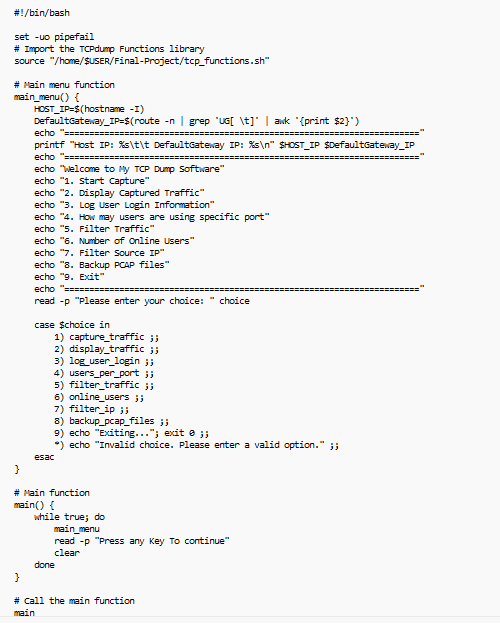 #!/bin/bash
set -uo pipefail
# Import the TCPdump Functions library
source "/home/$USER/Final-Project/tcp_functions.sh"
# Main menu function
main_menu() {
HOST_IP=$(hostname -I)
DefaultGateway_IP=$(route -n | grep 'UG[ \t]' | awk '{print $2}')
echo "======================================================================="
printf "Host IP: %s\t\t DefaultGateway IP: %s\n" $HOST_IP $DefaultGateway_IP
echo "======================================================================="
echo "Welcome to My TCP Dump Software"
echo "1. Start Capture"
echo "2. Display Captured Traffic"
echo "3. Log User Login Information"
echo "4. How may users are using specific port"
echo "5. Filter Traffic"
echo "6. Number of Online Users"
echo "7. Filter Source IP"
echo "8. Backup PCAP files"
echo "9. Exit"
echo "======================================================================="
read -p "Please enter your choice: " choice
case $choice in
1) capture_traffic ;;
2) display_traffic ;;
3) log_user_login ;;
4) users_per_port ;;
5) filter_traffic ;;
6) online_users ;;
7) filter_ip ;;
8) backup_pcap_files ;;
9) echo "Exiting..."; exit 0 ;;
*) echo "Invalid choice. Please enter a valid option." ;;
esac
}
# Main function
main() {
while true; do
main_menu
read -p "Press any Key To continue"
clear
done
}
# Call the main function
main